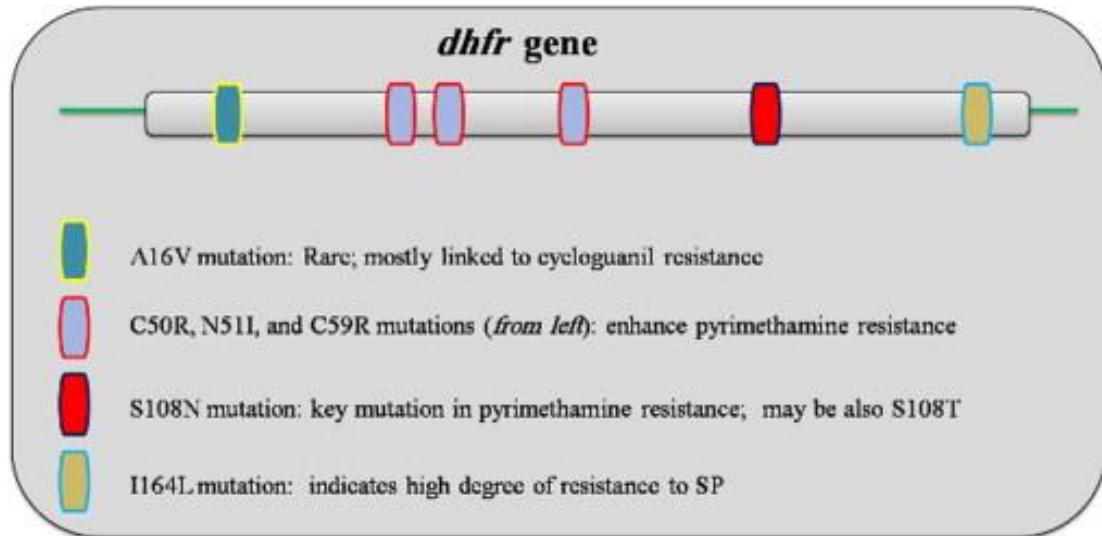 dhfr gene
A16V mutation: Rare; mostly linked to cycloguanil resistance
C50R, N51I, and C59R mutations (from left): enhance pyrimethamine resistance
S108N mutation: key mutation in pyrimethamine resistance; may be also S108T
I164L mutation: indicates high degree of resistance to SP